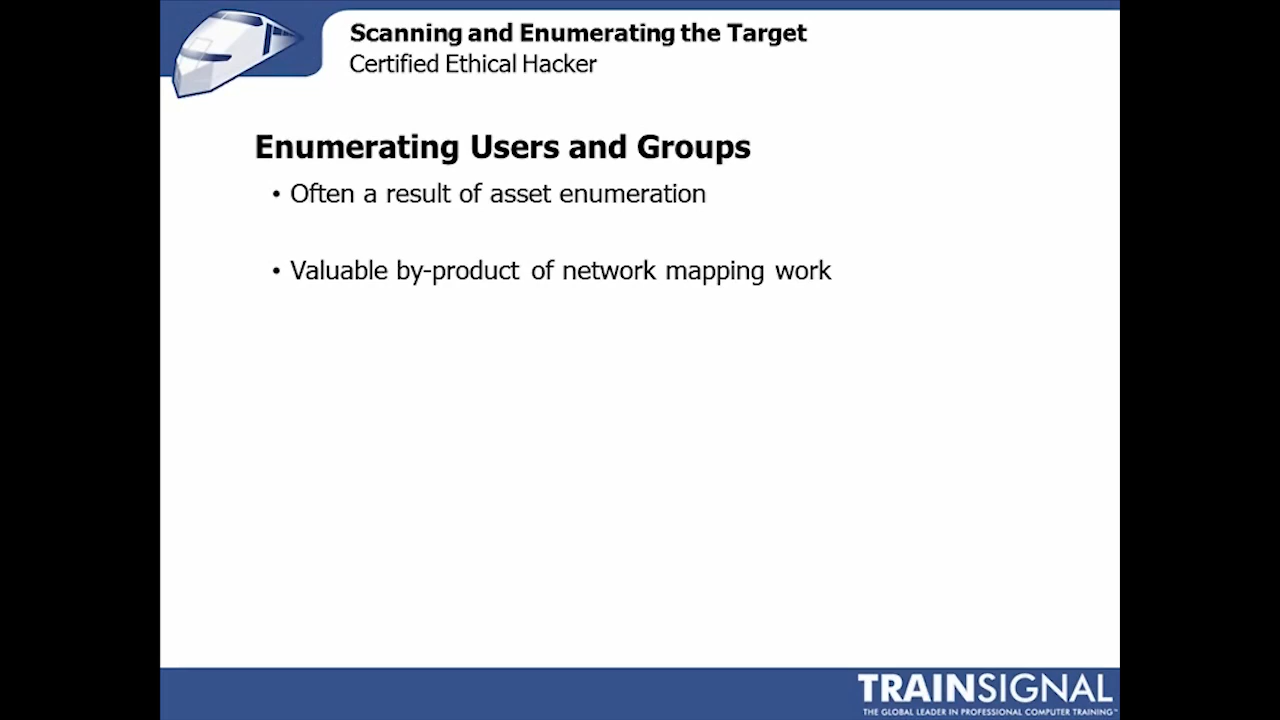 Scanning and Enumerating the Target
Certified Ethical Hacker
Enumerating Users and Groups
• Often a result of asset enumeration
• Valuable by-product of network mapping work
TRAINSIGNAL
THE GLOBAL LEADER IN PROFESSIONAL COMPUTER TRAINING™